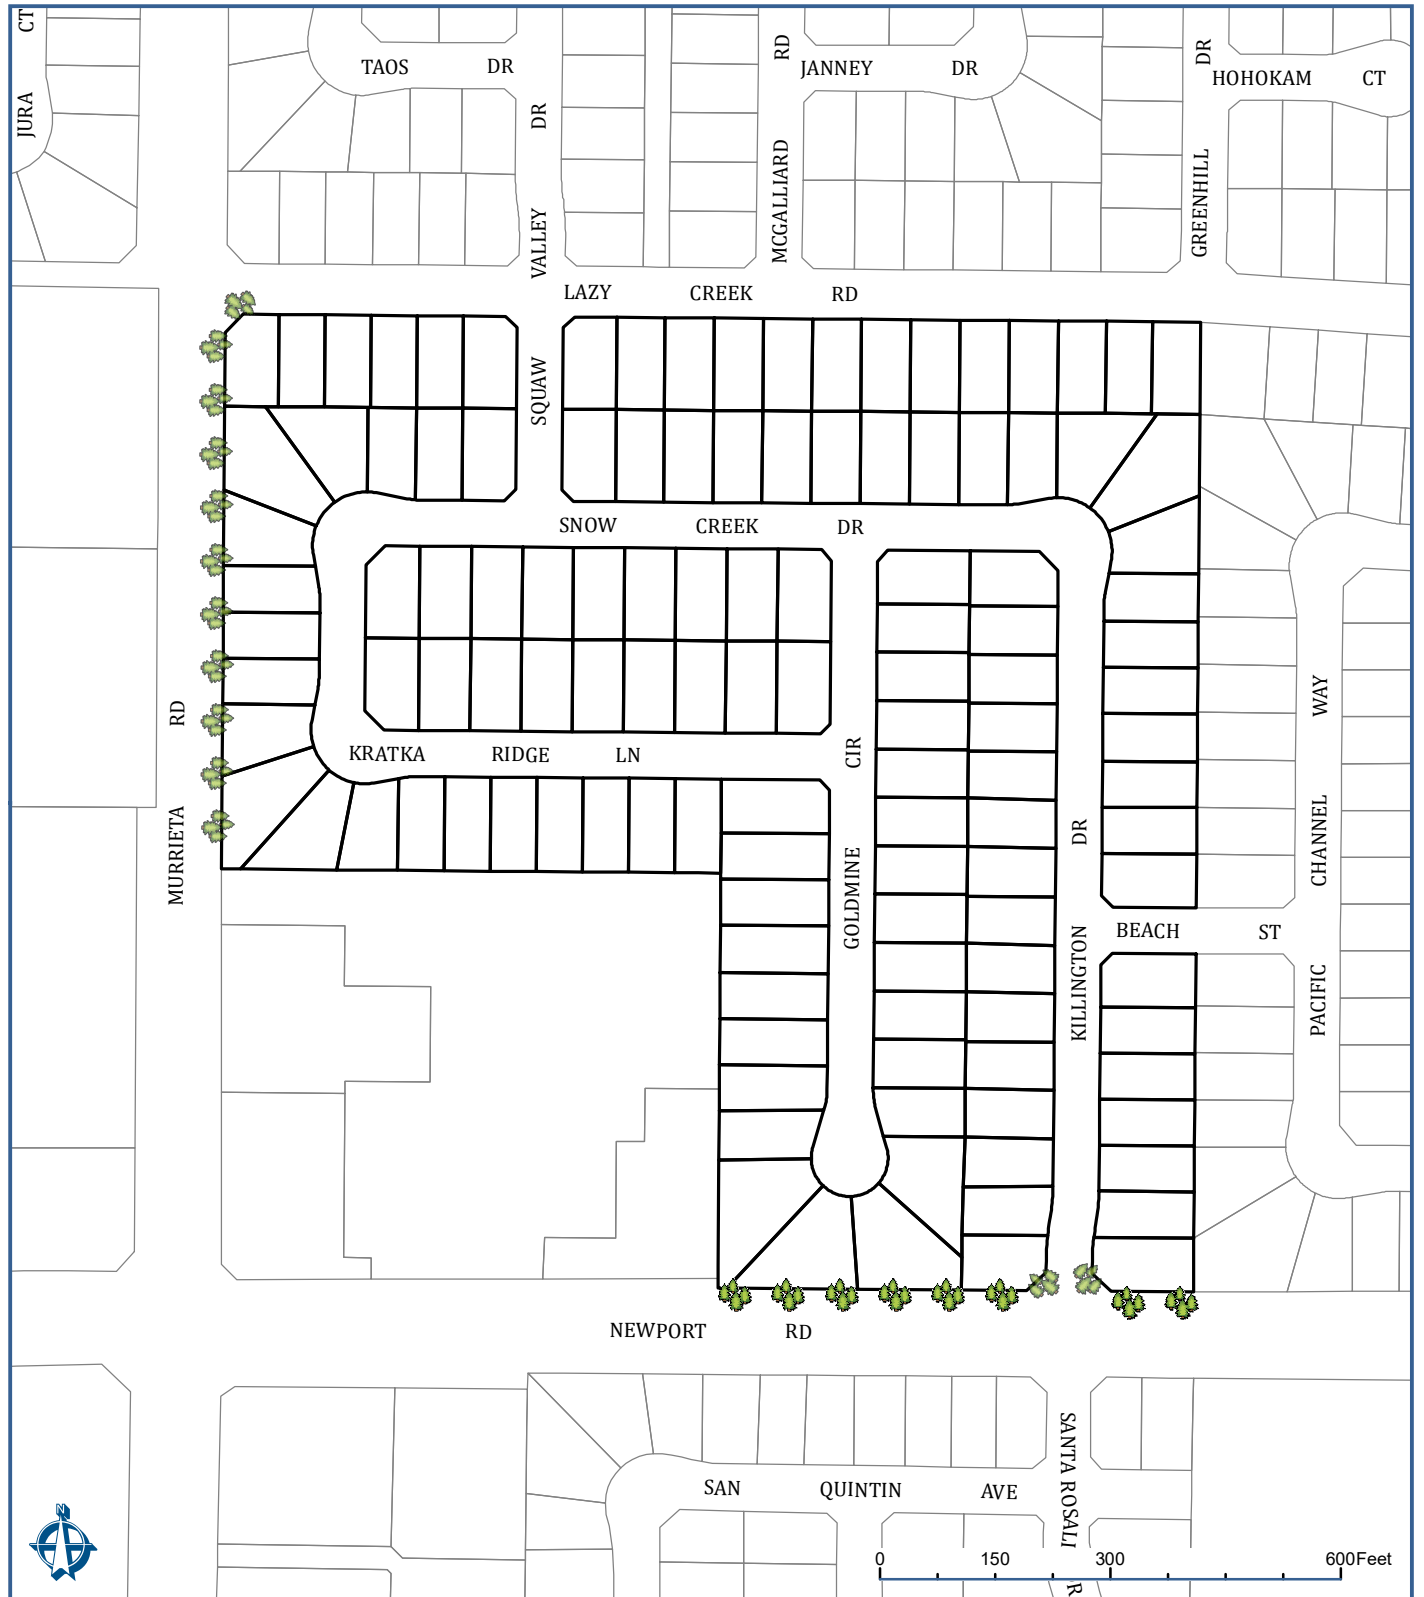 JURA CT
TAOS DR
JANNEY DR
HOHOKAM CT
SQUAW VALLEY DR
MCGALLIARD RD
GREENHILL DR
LAZY CREEK RD
SNOW CREEK DR
KRATKA RIDGE LN
MURRIETA RD
GOLDMINE CIR
KILLINGTON DR
PACIFIC CHANNEL WAY
BEACH ST
NEWPORT RD
SAN QUINTIN AVE
SANTA ROSALI
R
N
0 150 300 600Feet